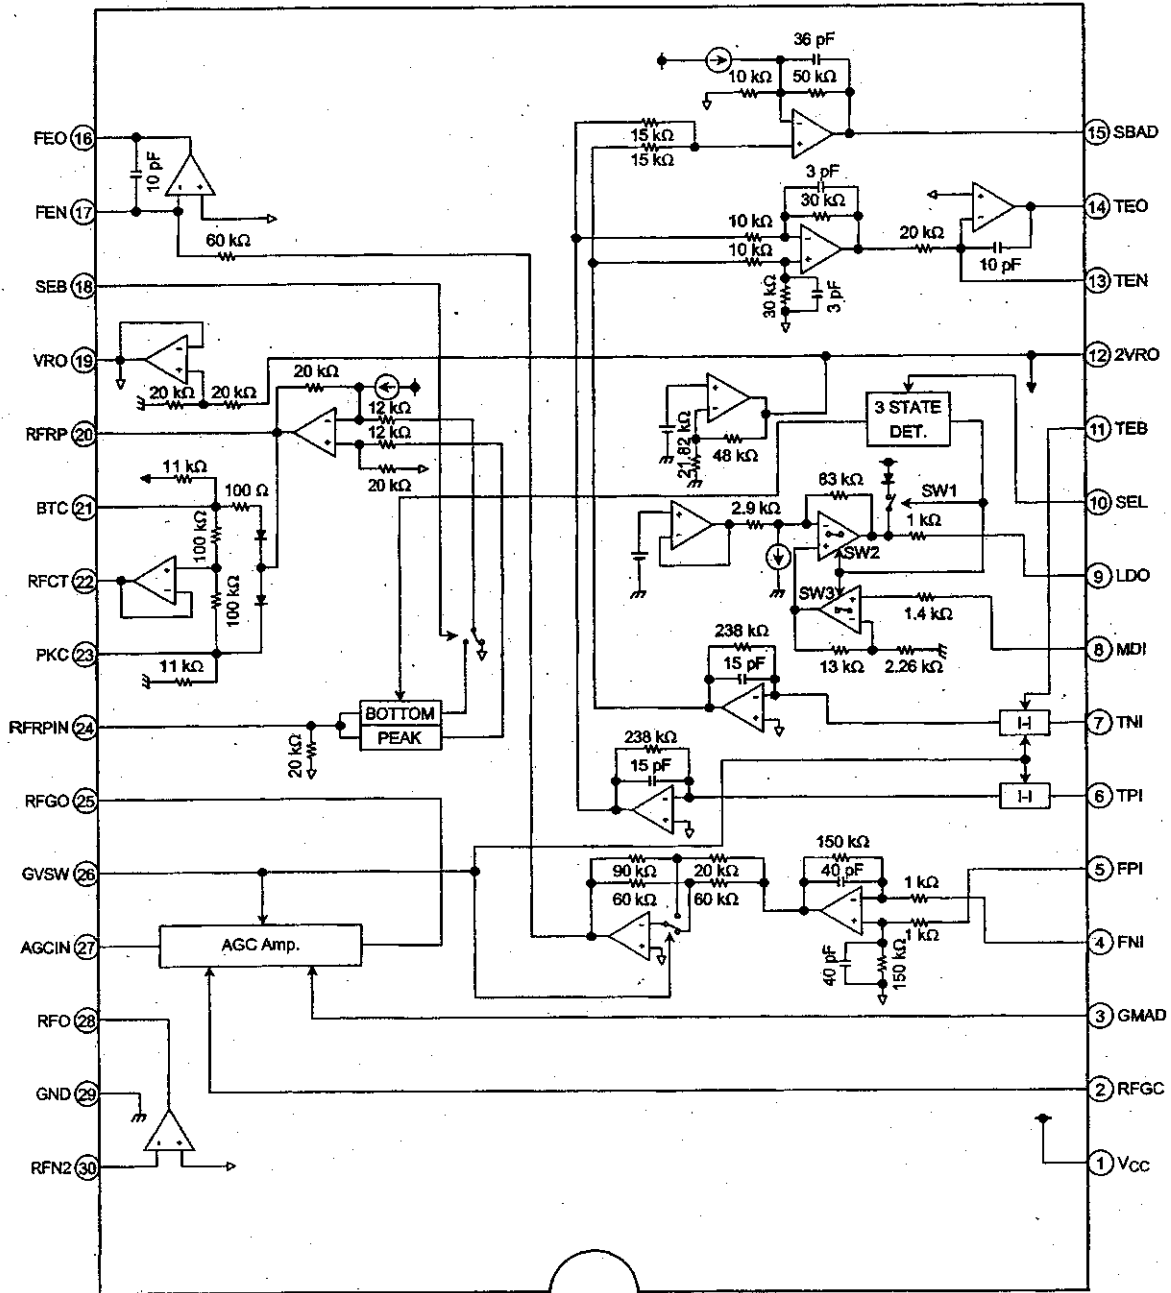 36 pF
10 kΩ
50 kΩ
FEO 16
10 pF
15 kΩ
15 kΩ
15 SBAD
3 pF
30 kΩ
FEN 17
14 TEO
10 kΩ
10 kΩ
60 kΩ
20 kΩ
10 pF
SEB 18
30 kΩ
3 pF
13 TEN
VRO 19
12 2VRO
20 kΩ
20 kΩ
20 kΩ
12 kΩ
12 kΩ
RFRP 20
3 STATE
DET.
11 TEB
21.82 kΩ
48 kΩ
11 kΩ
20 kΩ
100 Ω
83 kΩ
SW1
10 SEL
BTC 21
2.9 kΩ
1 kΩ
100 kΩ
SW2
RFCT 22
9 LDO
100 kΩ
SW3
1.4 kΩ
PKC 23
238 kΩ
13 kΩ
2.26 kΩ
8 MDI
11 kΩ
15 pF
BOTTOM
PEAK
RFRPIN 24
20 kΩ
7 TNI
238 kΩ
15 pF
RFGO 25
6 TPI
150 kΩ
40 pF
GVSW 26
90 kΩ
20 kΩ
60 kΩ
60 kΩ
1 kΩ
5 FPI
1 kΩ
AGCIN 27
AGC Amp.
40 pF
150 kΩ
4 FNI
RFO 28
3 GMAD
GND 29
2 RFGC
RFN2 30
1 VCC